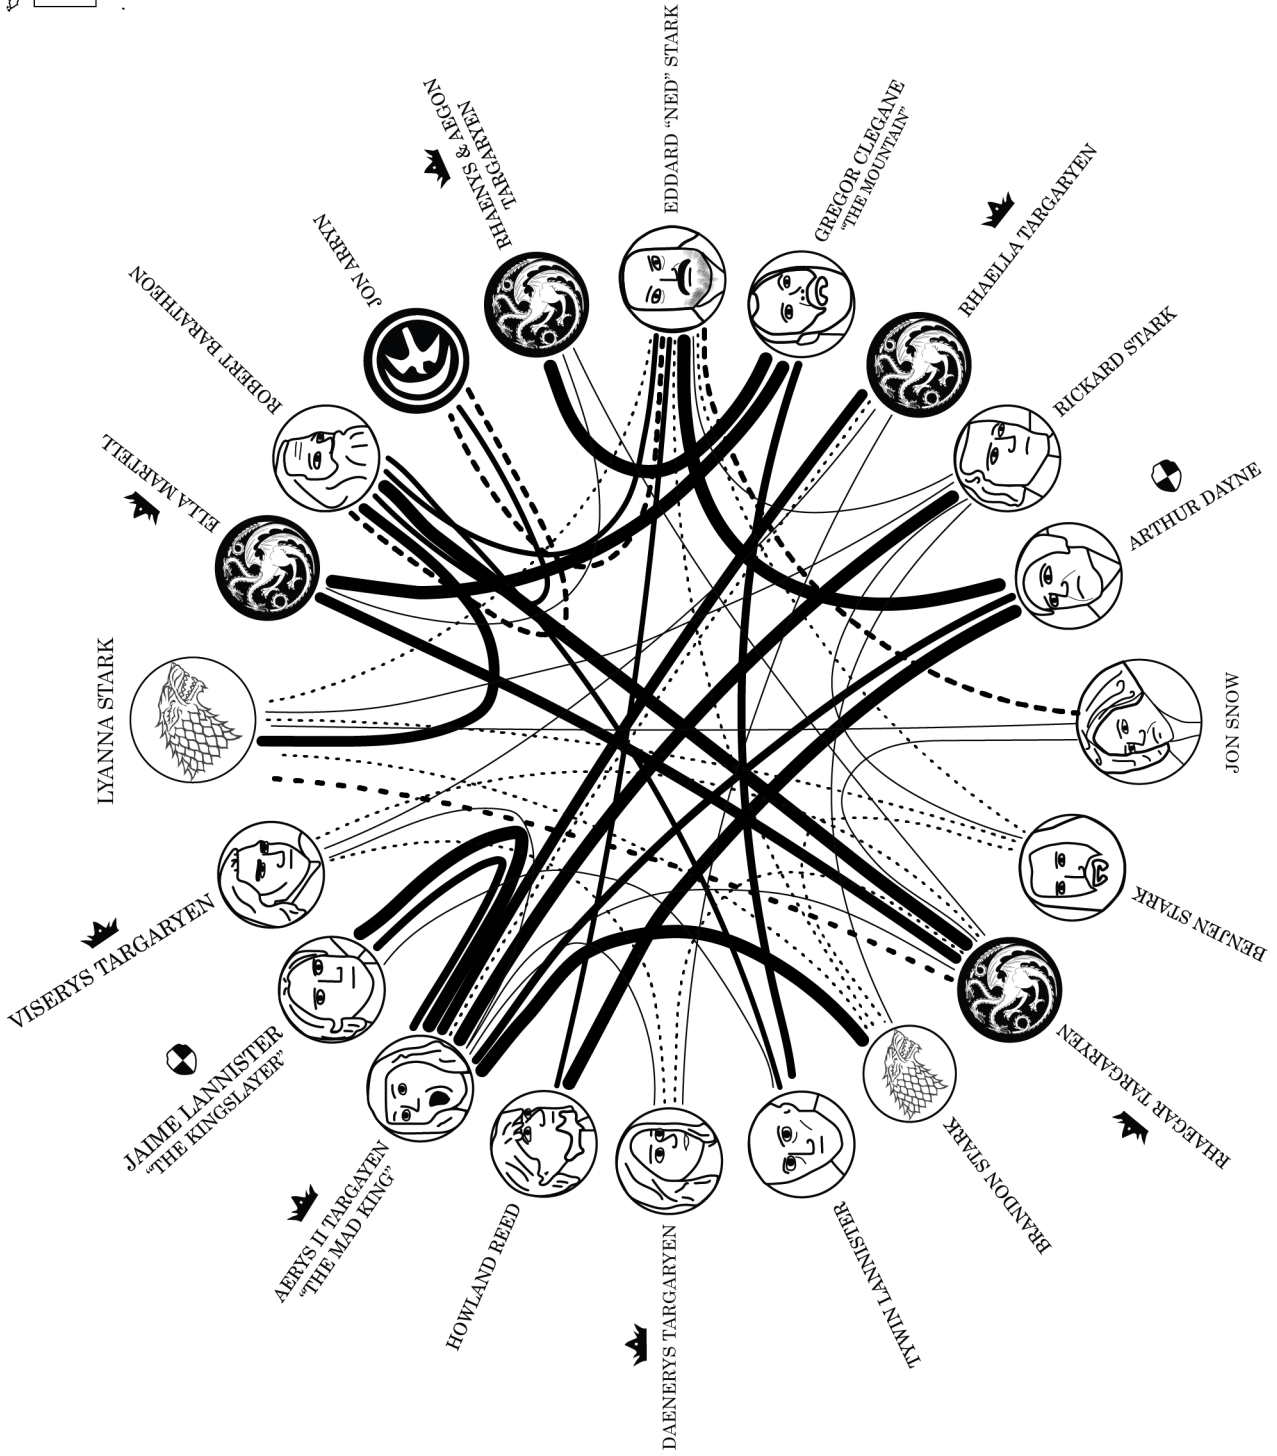 EDDARD “NED” STARK
GREGOR CLEGANE
“THE MOUNTAIN”
RHAELLA TARGARYEN
RICKARD STARK
ARTHUR DAYNE
JON SNOW
BENJEN STARK
RHAEGAR TARGARYEN
BRANDON STARK
TYWIN LANNISTER
DAENERYS TARGARYEN
HOWLAND REED
AERYS II TARGAYEN
“THE MAD KING”
JAIME LANNISTER
“THE KINGSLAYER”
VISERYS TARGARYEN
LYANNA STARK
ELLA MARTELL
ROBERT BARATHEON
JON ARRYN
RHAENYS & AEGON
TARGARYEN